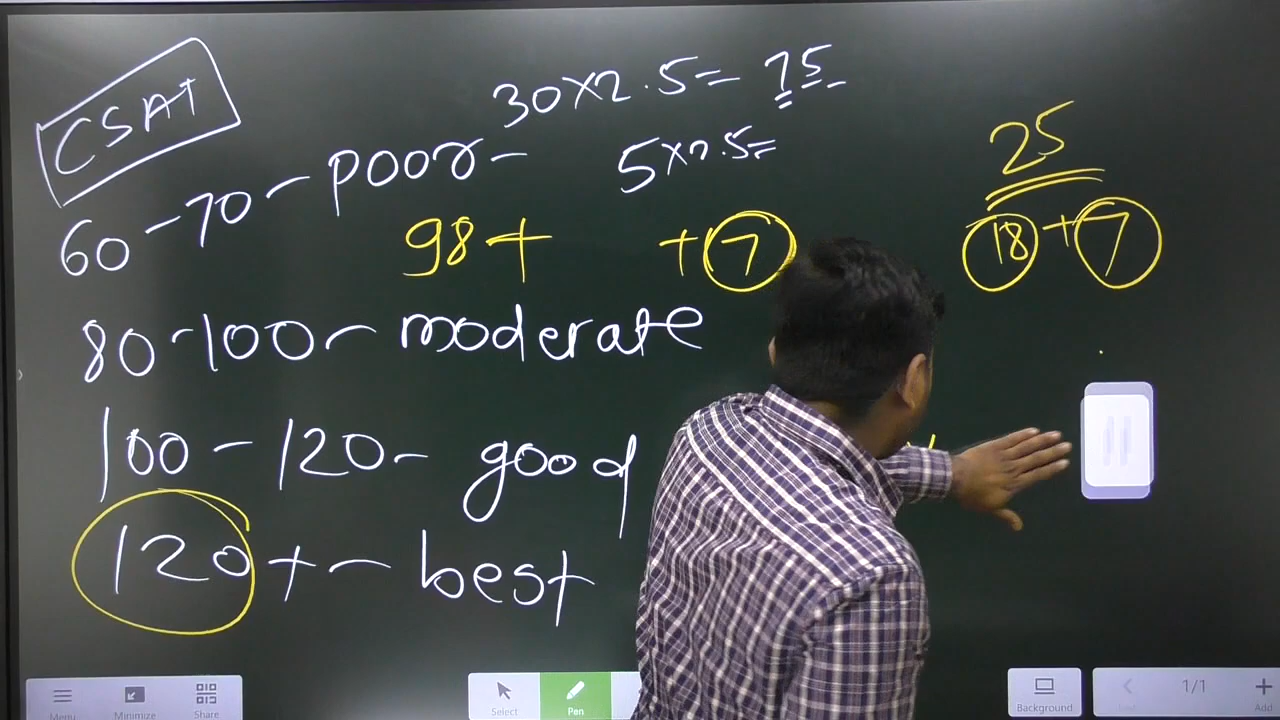 CSAT
30×2.5= 75
60-70- poor-
5×2.5=
25
98+ +7
18+7
80-100- moderate
100-120- good
120+- best
Menu
Minimize
Share
Select
Pen
Background
1/1
Add